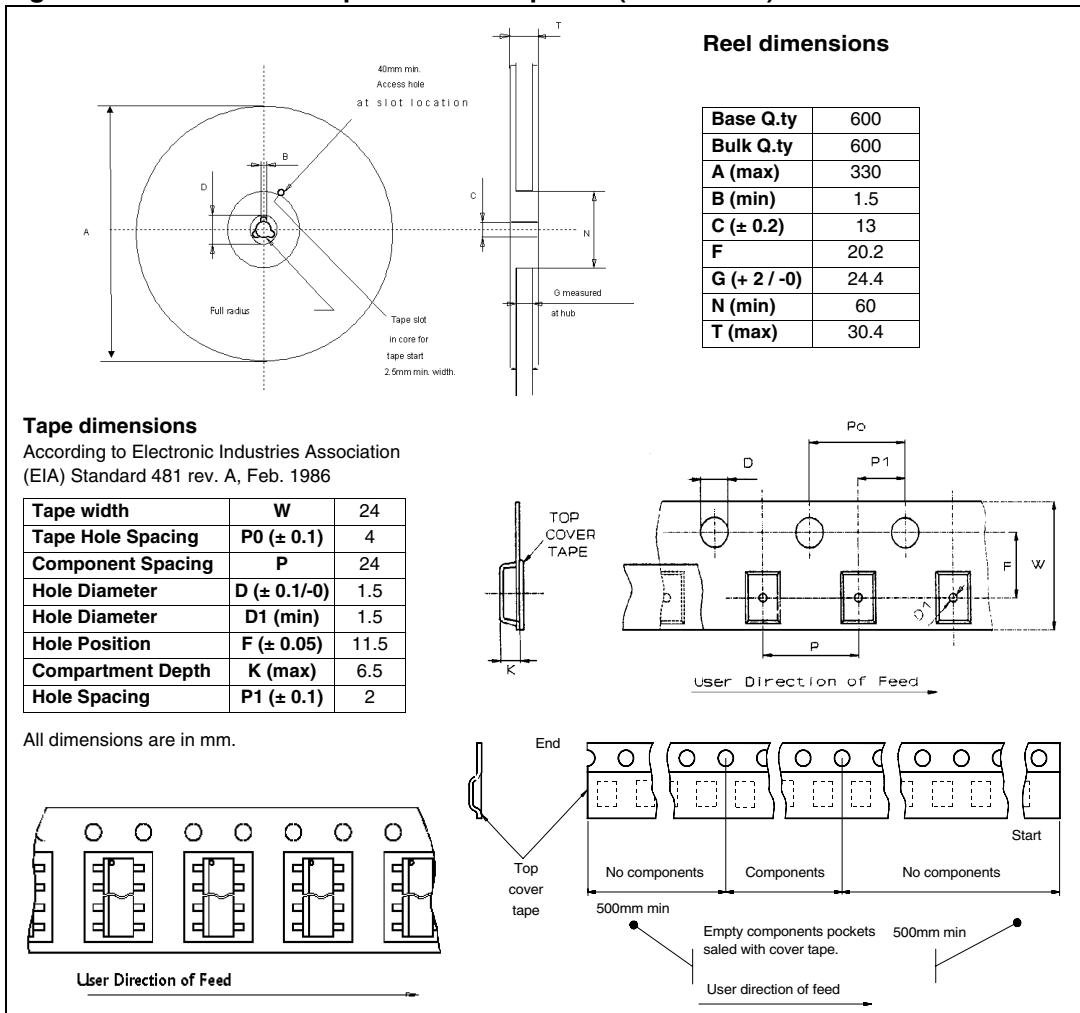 T
40mm min.
Access hole
at slot location
B
D
C
A
N
G measured
at hub
Full radius
Tape slot
in core for
tape start
2.5mm min. width.
Reel dimensions
Base Q.ty 600
Bulk Q.ty 600
A (max) 330
B (min) 1.5
C (± 0.2) 13
F 20.2
G (+ 2 / -0) 24.4
N (min) 60
T (max) 30.4
Tape dimensions
According to Electronic Industries Association
(EIA) Standard 481 rev. A, Feb. 1986
Tape width W 24
Tape Hole Spacing P0 (± 0.1) 4
Component Spacing P 24
Hole Diameter D (± 0.1/-0) 1.5
Hole Diameter D1 (min) 1.5
Hole Position F (± 0.05) 11.5
Compartment Depth K (max) 6.5
Hole Spacing P1 (± 0.1) 2
All dimensions are in mm.
Po
D
P1
TOP
COVER
TAPE
F
W
D1
K
P
User Direction of Feed
End
Start
Top
cover
tape
No components
Components
No components
500mm min
Empty components pockets
saled with cover tape.
500mm min
User direction of feed
User Direction of Feed